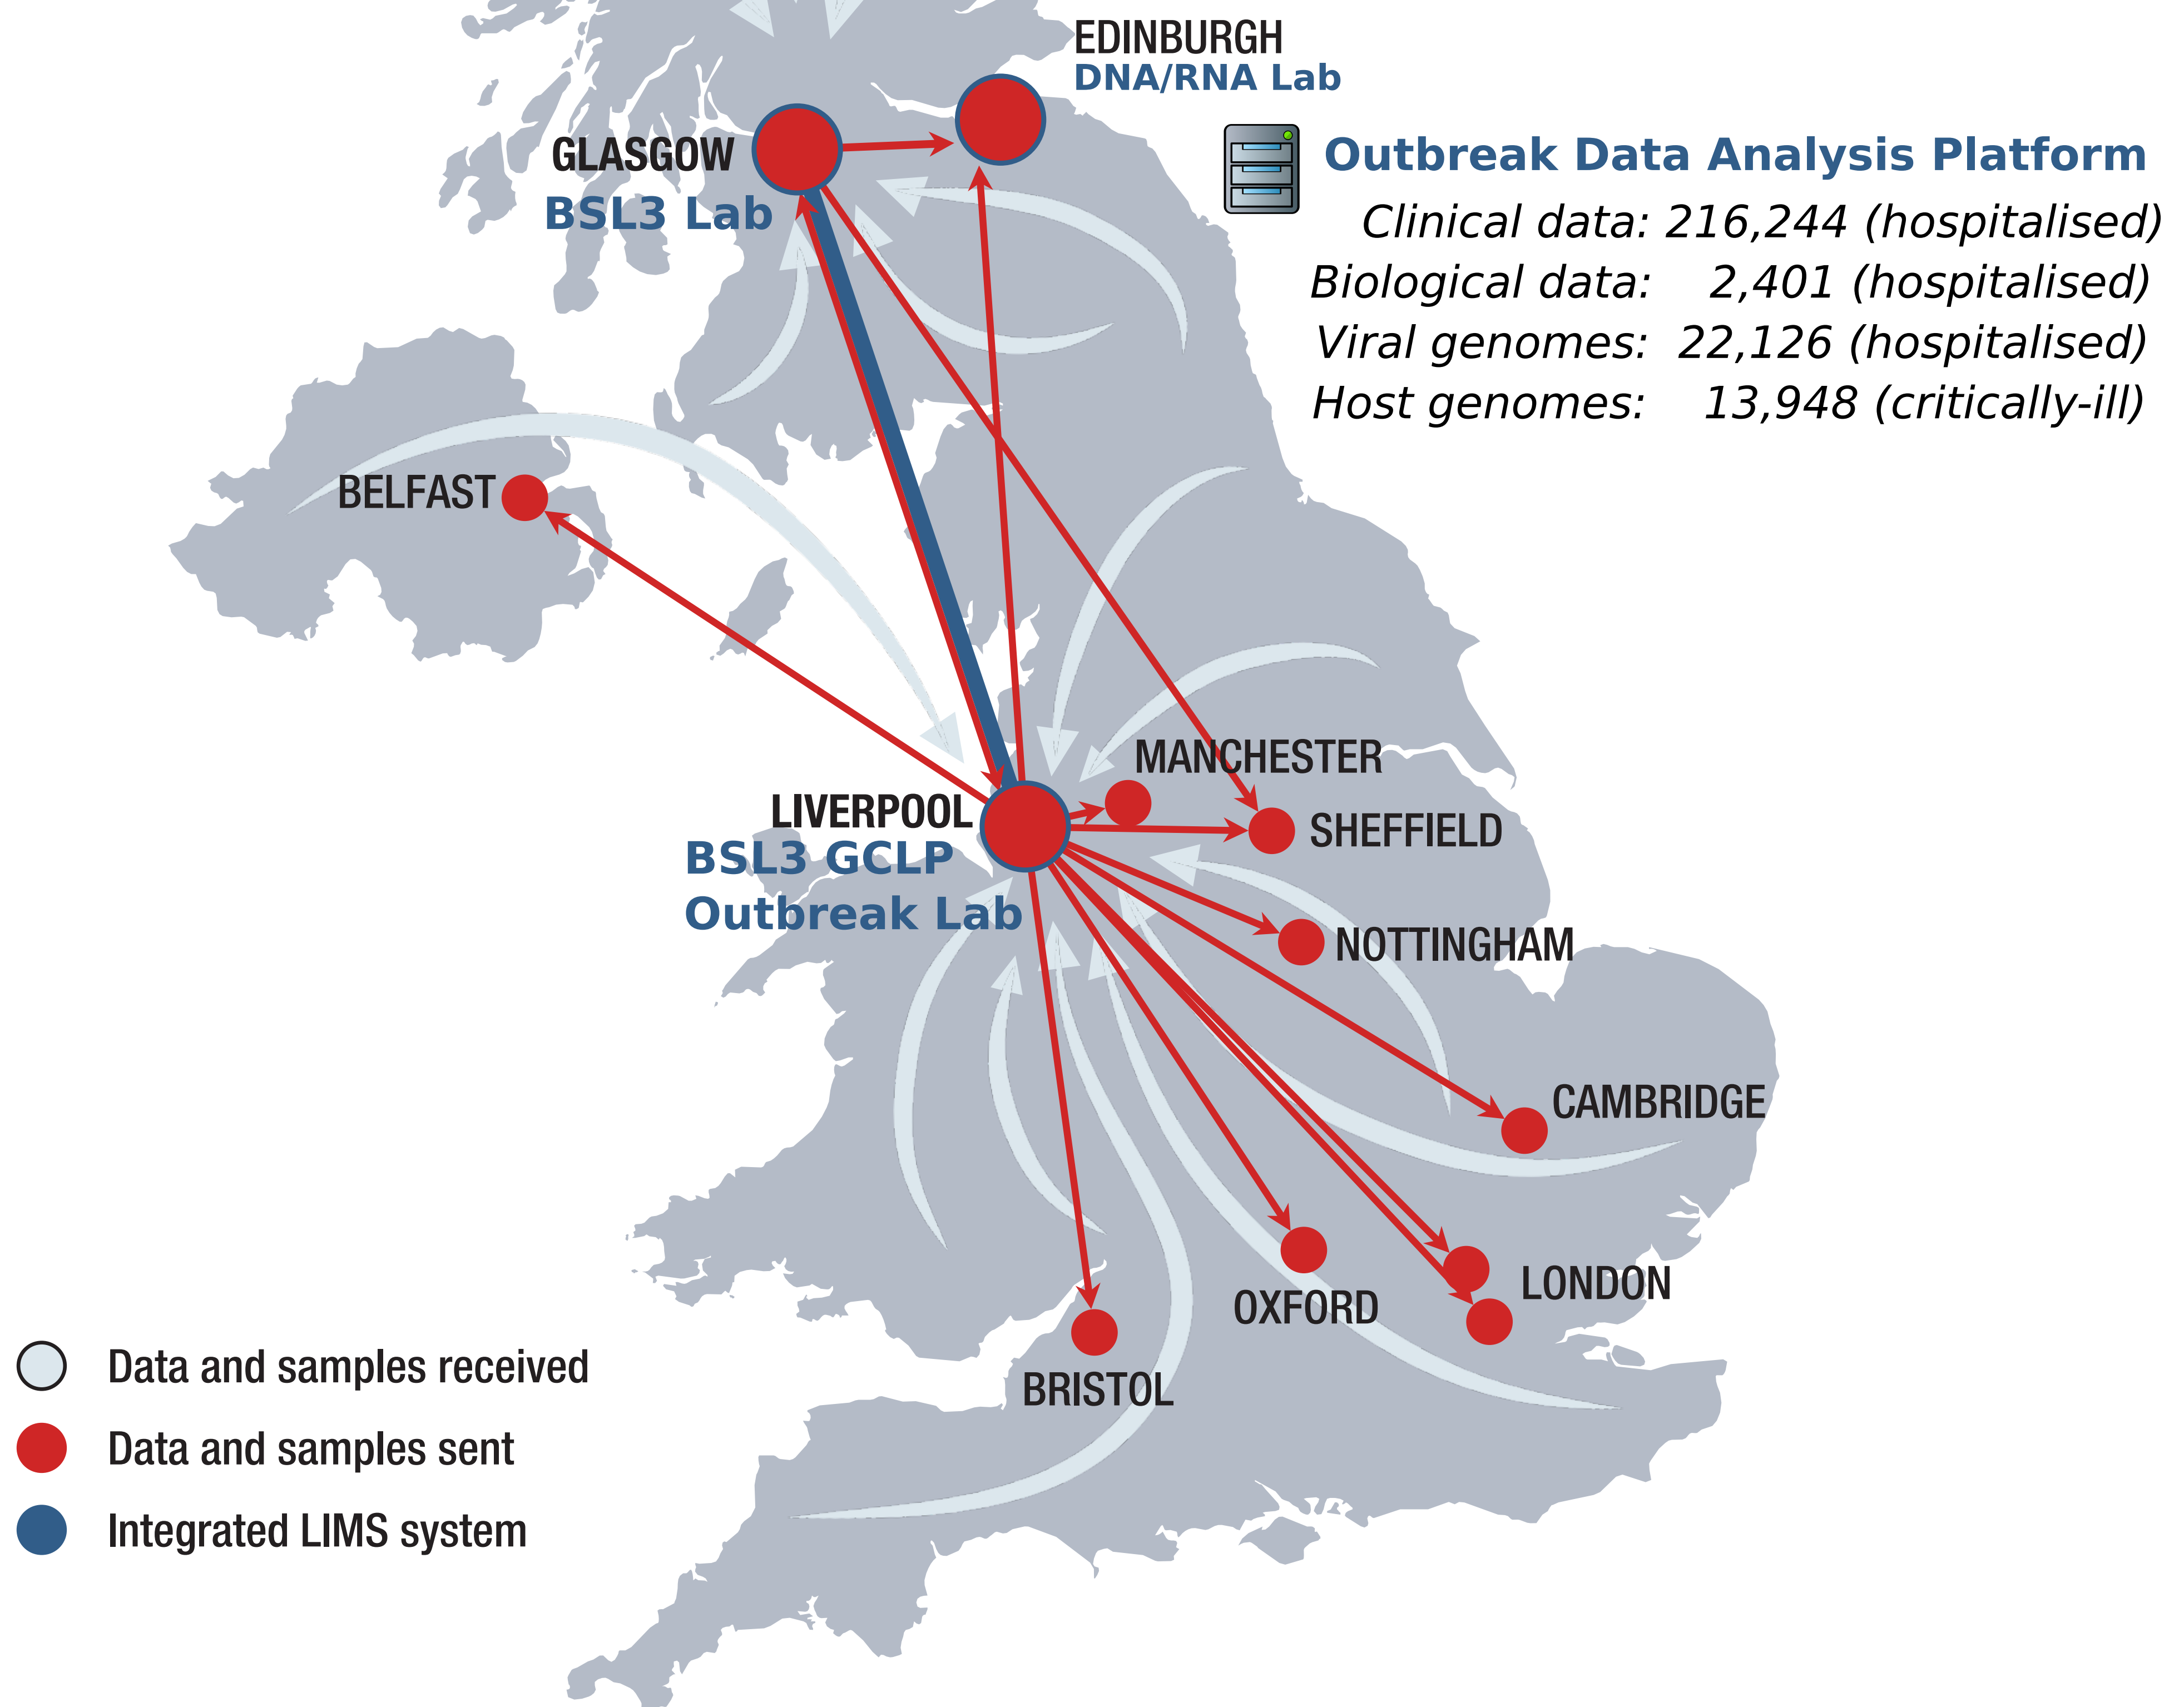 EDINBURGH
DNA/RNA Lab
GLASGOW
BSL3 Lab
Outbreak Data Analysis Platform
Clinical data: 216,244 (hospitalised)
Biological data: 2,401 (hospitalised)
Viral genomes: 22,126 (hospitalised)
Host genomes: 13,948 (critically-ill)
BELFAST
MANCHESTER
LIVERPOOL
BSL3 GCLP
Outbreak Lab
SHEFFIELD
NOTTINGHAM
CAMBRIDGE
LONDON
OXFORD
BRISTOL
Data and samples received
Data and samples sent
Integrated LIMS system